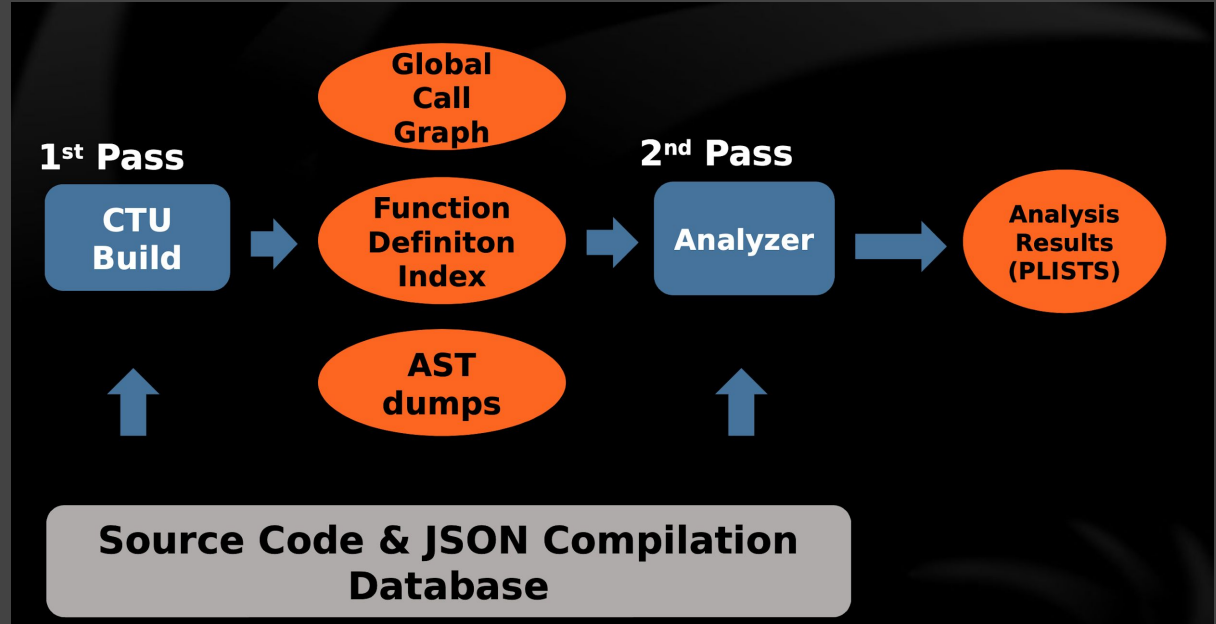 Global
Call
Graph
1st Pass
2nd Pass
CTU
Build
Function
Definiton
Index
Analyzer
Analysis
Results
(PLISTS)
AST
dumps
Source Code & JSON Compilation
Database